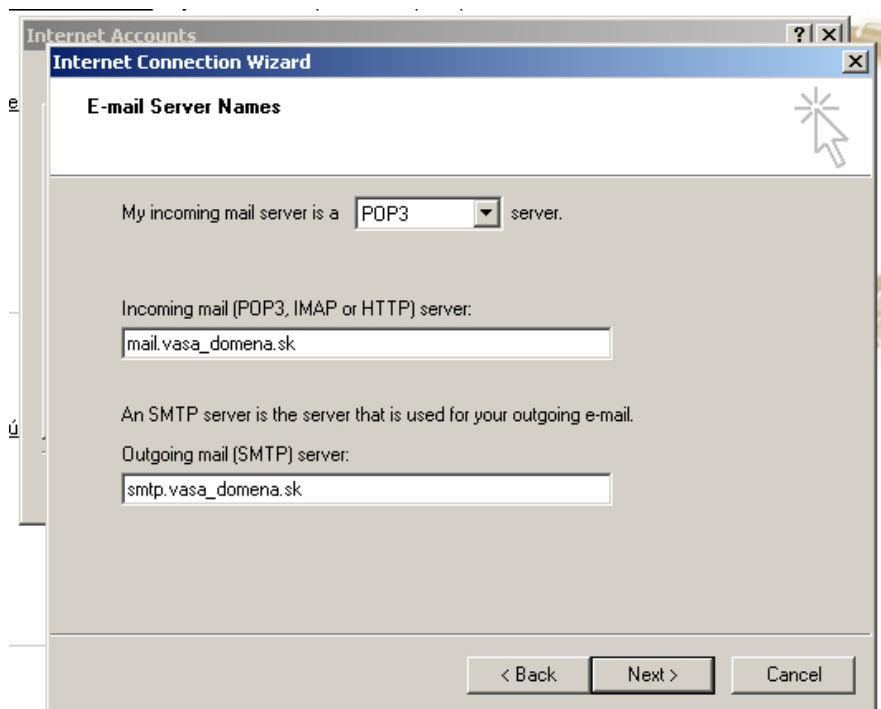 Internet Accounts
Internet Connection Wizard
E-mail Server Names
My incoming mail server is a POP3 server.
Incoming mail (POP3, IMAP or HTTP) server:
mail.vasa_domena.sk
An SMTP server is the server that is used for your outgoing e-mail.
Outgoing mail (SMTP) server:
smtp.vasa_domena.sk
< Back Next > Cancel